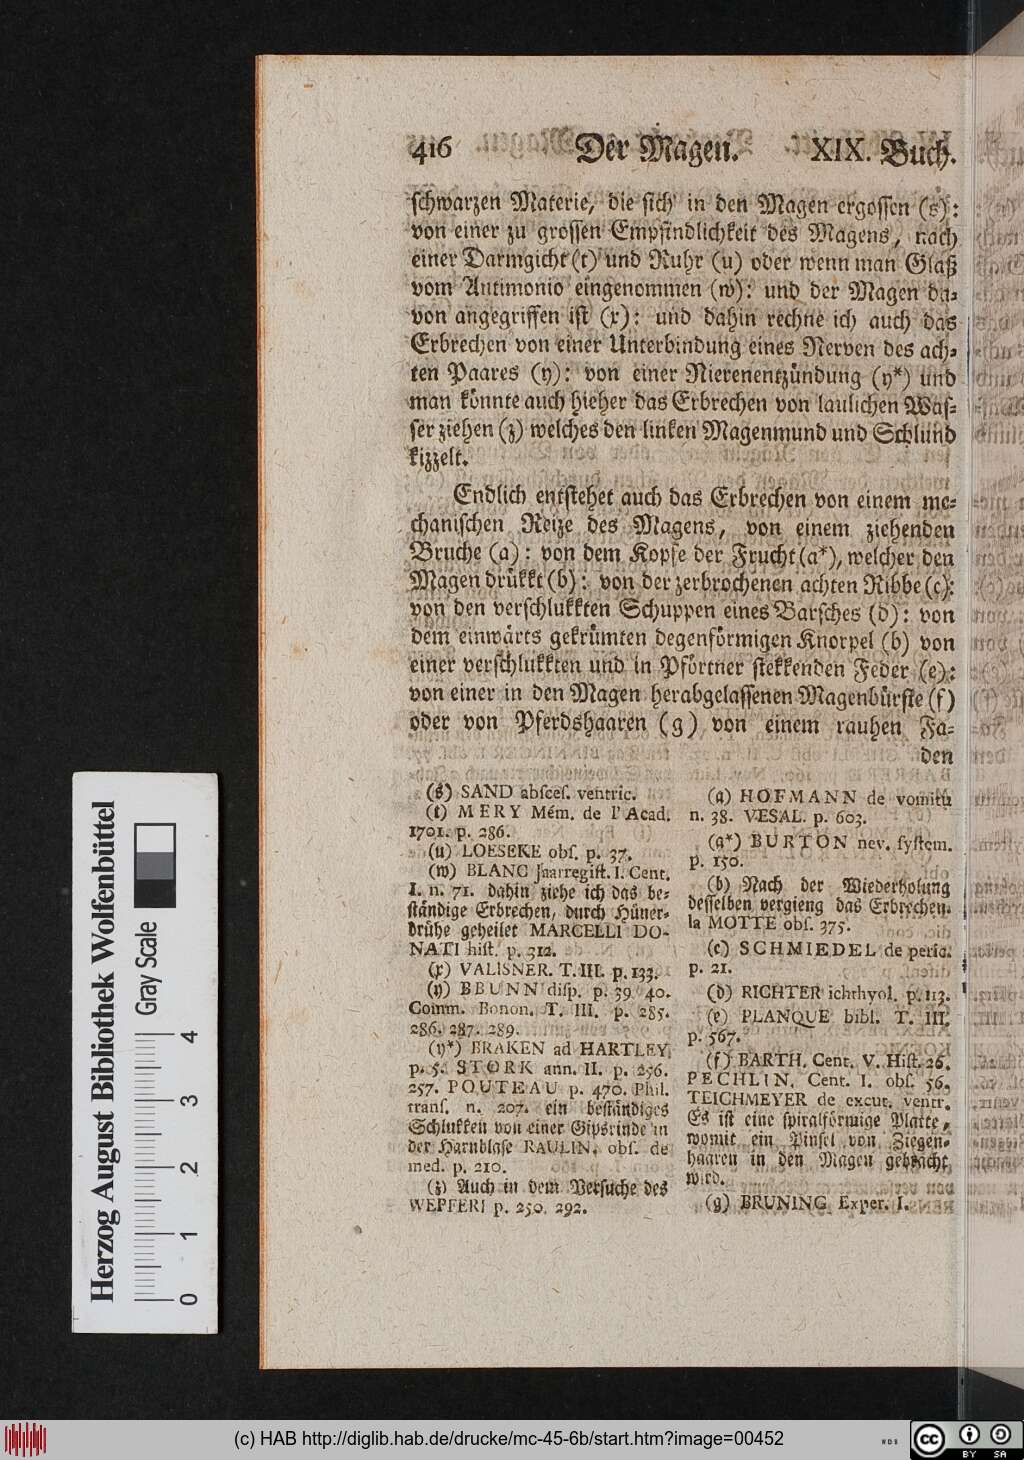 416 Der Magen. XIX. Buch.
schwarzen Materie, die sich in den Magen ergossen (s):
von einer zu grossen Empfindlichkeit des Magens, nach
einer Darmgicht (t) und Ruhr (u) oder wenn man Glaß
vom Antimonio eingenommen (w): und der Magen da-
von angegriffen ist (x): und dahin rechne ich auch das
Erbrechen von einer Unterbindung eines Nerven des ach-
ten Paares (y): von einer Nierenentzündung (y*) und
man könnte auch hieher das Erbrechen von laulichen Was-
ser ziehen (z) welches den linken Magenmund und Schlund
kizzelt.
Endlich entstehet auch das Erbrechen von einem me-
chanischen Reize des Magens, von einem ziehenden
Bruche (a): von dem Kopfe der Frucht (a*), welcher den
Magen drükkt (b): von der zerbrochenen achten Ribbe (c):
von den verschlukkten Schuppen eines Barsches (d): von
dem einwärts gekrümten degenförmigen Knorpel (b) von
einer verschlukkten und in Pförtner stekkenden Feder (e):
von einer in den Magen herabgelassenen Magenbürste (f)
oder von Pferdshaaren (g) von einem rauhen Fa-
den
(s) SAND absces. ventric.
(t) MERY Mém. de l'Acad.
1701. p. 286.
(u) LOESEKE obs. p. 37.
(w) BLANC Jaarregist. I. Cent.
I. n. 71. dahin ziehe ich das be-
ständige Erbrechen, durch Hüner-
brühe geheilet MARCELLI DO-
NATI hist. p. 312.
(x) VALISNER. T. III. p. 133.
(y) BBUNN disp. p. 39. 40.
Comm. Bonon. T. III. p. 285.
286. 287. 289.
(y*) BRAKEN ad HARTLEY
p. 5. STORK ann. II. p. 256.
257. POUTEAU p. 470. Phil.
trans. n. 207. ein beständiges
Schlukken von einer Gipsrinde in
der Harnblase RAULIN. obs. de
med. p. 210.
(z) Auch in dem Versuche des
WEPFERI p. 250. 292.
(a) HOFMANN de vomitu
n. 38. VESAL. p. 603.
(a*) BURTON nev. system.
p. 150.
(b) Nach der Wiederholung
desselben vergieng das Erbrechen.
la MOTTE obs. 375.
(c) SCHMIEDEL de peric.
p. 21.
(d) RICHTER ichthyol. p. 113.
(e) PLANQUE bibl. T. III.
p. 567.
(f) BARTH. Cent. V. Hist. 26.
PECHLIN. Cent. I. obs. 56.
TEICHMEYER de excut. ventr.
Es ist eine spiralförmige Platte,
womit ein Pinsel von Ziegen-
haaren in den Magen gebracht
wird.
(g) BRUNING Exper. I.
Herzog August Bibliothek Wolfenbüttel
Gray Scale
0 1 2 3 4
(c) HAB http://diglib.hab.de/drucke/mc-45-6b/start.htm?image=00452
cc BY SA